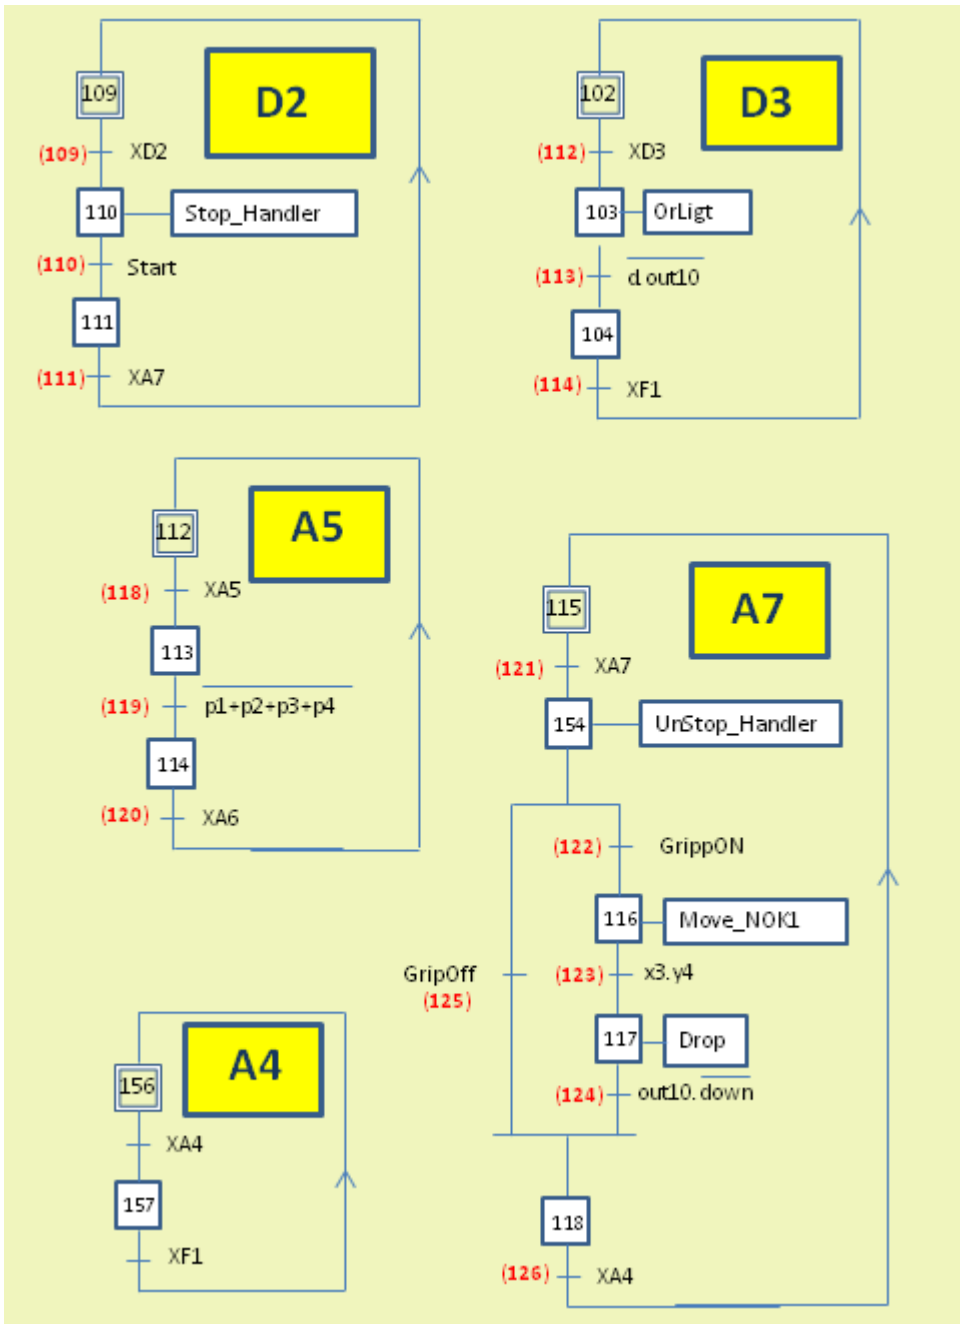 D2
109
(109) XD2
110 Stop_Handler
(110) Start
111
(111) XA7
D3
102
(112) XD3
103 OrLigt
(113) d.out10
104
(114) XF1
A5
112
(118) XA5
113
(119) p1+p2+p3+p4
114
(120) XA6
A7
115
(121) XA7
154 UnStop_Handler
(122) GrippON
116 Move_NOK1
GripOff
(125)
(123) x3.y4
117 Drop
(124) out10.down
118
(126) XA4
A4
156
XA4
157
XF1